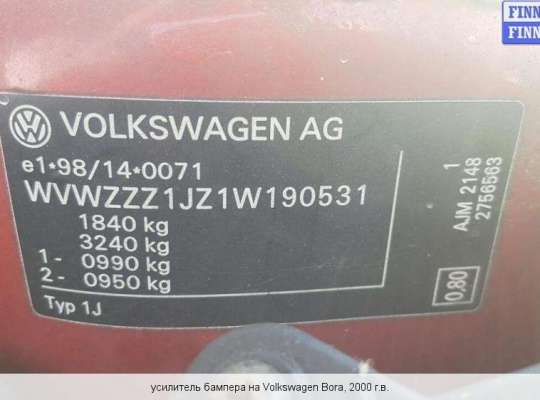 FINN
FINN
VOLKSWAGEN AG
e1*98/14*0071
WVWZZZ1JZ1W190531
1840 kg
3240 kg
1- 0990 kg
2- 0950 kg
Typ 1J
1
AJM 2148
2756563
0,80
усилитель бампера на Volkswagen Bora, 2000 г.в.